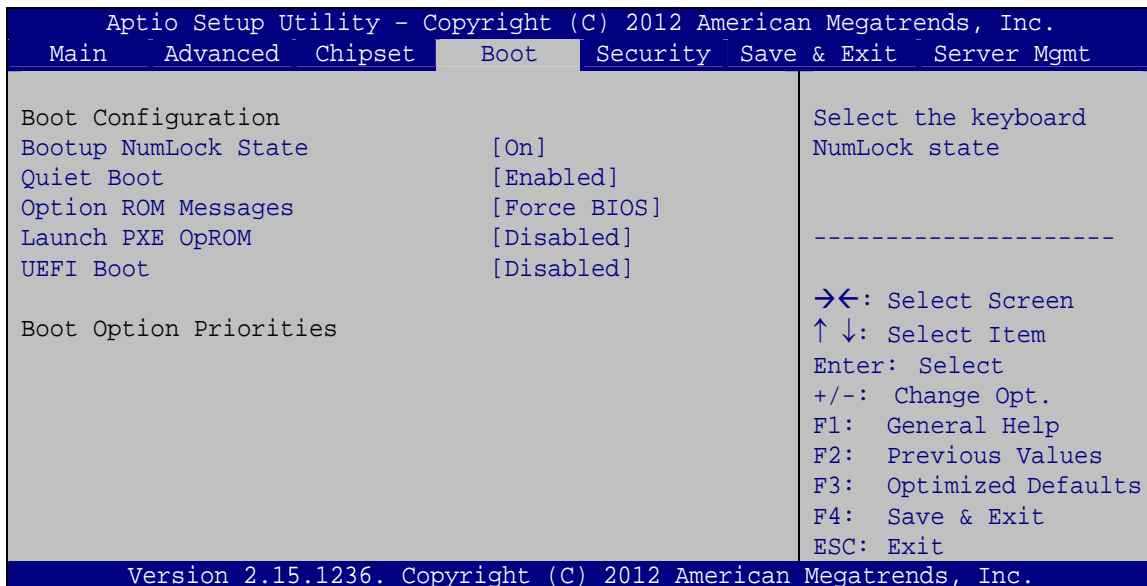 Aptio Setup Utility – Copyright (C) 2012 American Megatrends, Inc.
Main Advanced Chipset Boot Security Save & Exit Server Mgmt
Boot Configuration
Bootup NumLock State [On]
Quiet Boot [Enabled]
Option ROM Messages [Force BIOS]
Launch PXE OpROM [Disabled]
UEFI Boot [Disabled]
Boot Option Priorities
Select the keyboard
NumLock state
---------------------
→←: Select Screen
↑ ↓: Select Item
Enter: Select
+/-: Change Opt.
F1: General Help
F2: Previous Values
F3: Optimized Defaults
F4: Save & Exit
ESC: Exit
Version 2.15.1236. Copyright (C) 2012 American Megatrends, Inc.